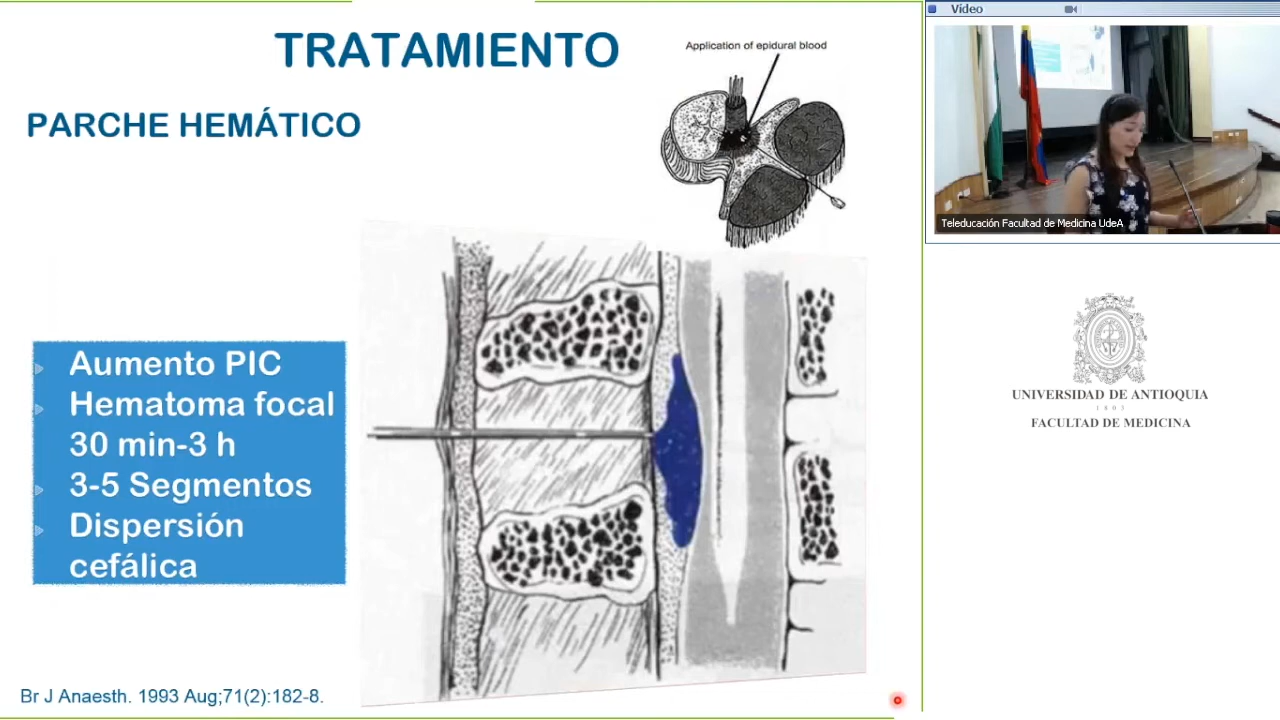 TRATAMIENTO
PARCHE HEMÁTICO
Application of epidural blood
Aumento PIC
Hematoma focal
30 min-3 h
3-5 Segmentos
Dispersión
cefálica
Br J Anaesth. 1993 Aug;71(2):182-8.
Vídeo
Teleducación Facultad de Medicina UdeA
UNIVERSIDAD DE ANTIOQUIA
1803
FACULTAD DE MEDICINA